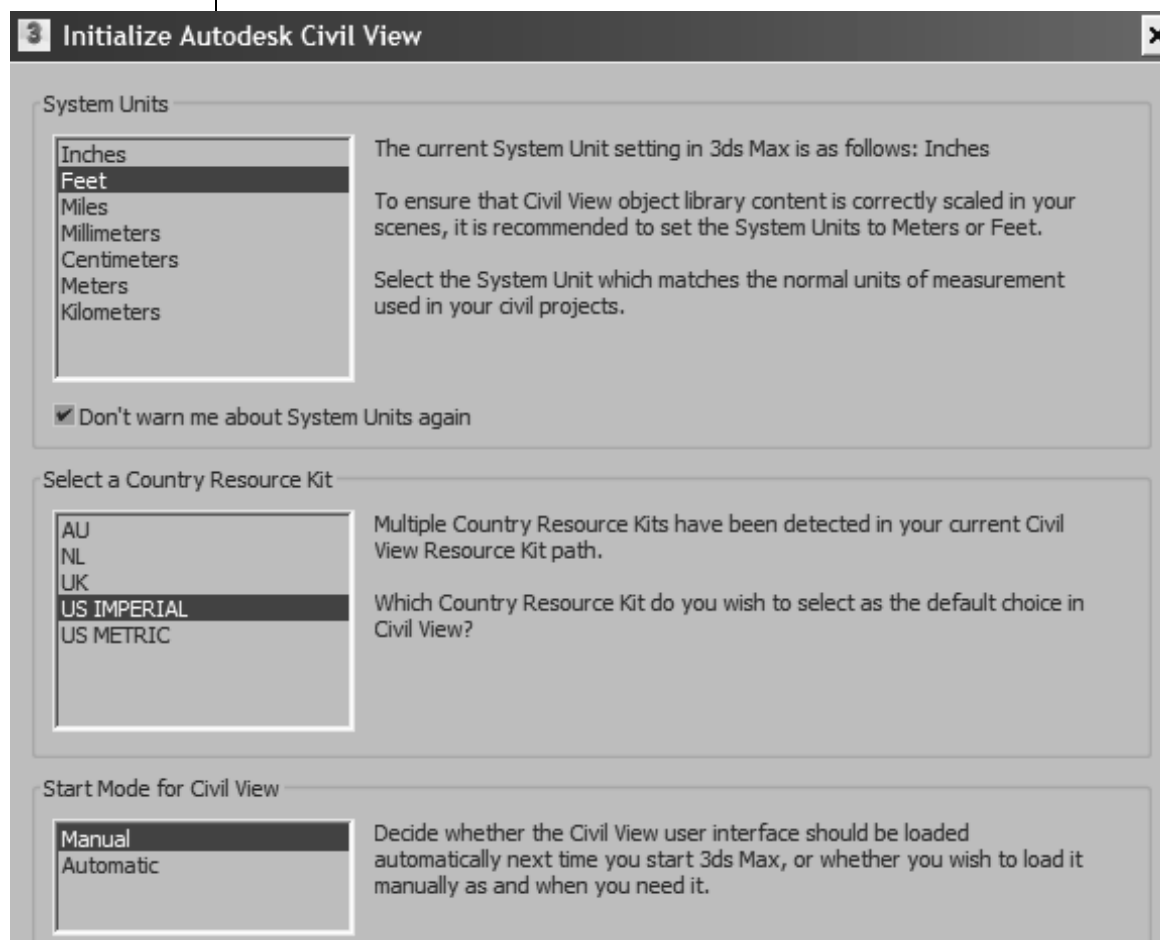 Initialize Autodesk Civil View
System Units
Inches
Feet
Miles
Millimeters
Centimeters
Meters
Kilometers
The current System Unit setting in 3ds Max is as follows: Inches
To ensure that Civil View object library content is correctly scaled in your
scenes, it is recommended to set the System Units to Meters or Feet.
Select the System Unit which matches the normal units of measurement
used in your civil projects.
Don't warn me about System Units again
Select a Country Resource Kit
AU
NL
UK
US IMPERIAL
US METRIC
Multiple Country Resource Kits have been detected in your current Civil
View Resource Kit path.
Which Country Resource Kit do you wish to select as the default choice in
Civil View?
Start Mode for Civil View
Manual
Automatic
Decide whether the Civil View user interface should be loaded
automatically next time you start 3ds Max, or whether you wish to load it
manually as and when you need it.